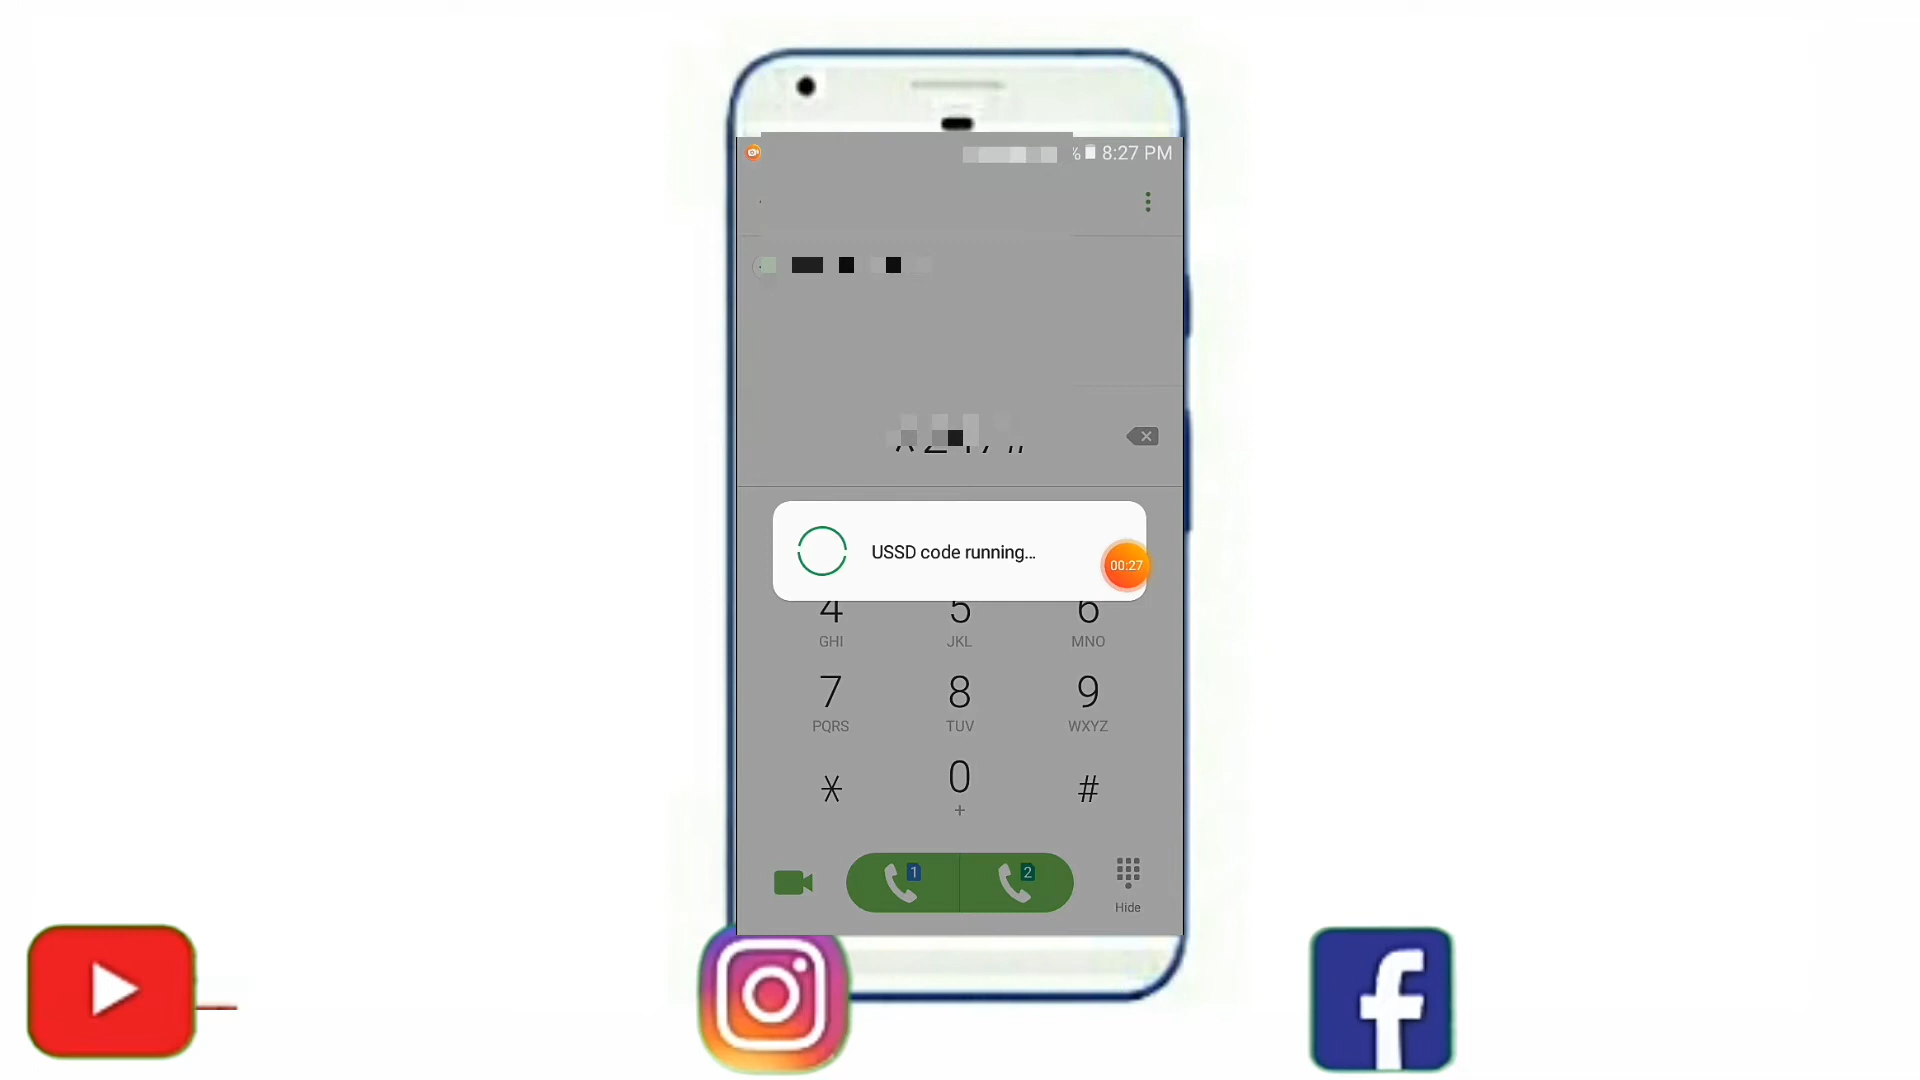 % 8:27 PM
USSD code running...
00:27
4 5 6
GHI JKL MNO
7 8 9
PQRS TUV WXYZ
* 0 #
+
1 2
Hide